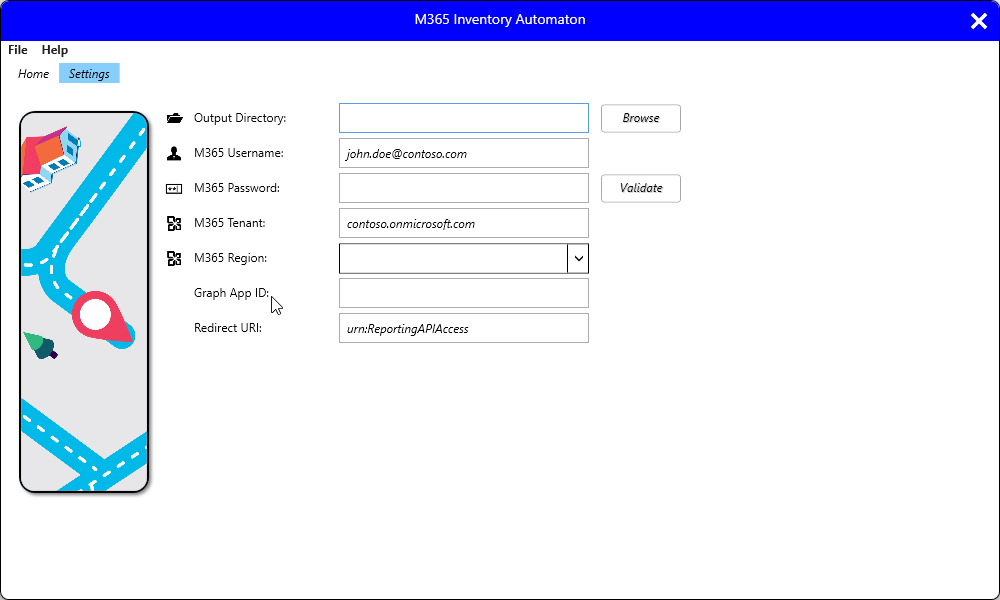 M365 Inventory Automaton
File Help
Home Settings
Output Directory: Browse
M365 Username: john.doe@contoso.com
M365 Password: Validate
M365 Tenant: contoso.onmicrosoft.com
M365 Region:
Graph App ID:
Redirect URI: urn:ReportingAPIAccess